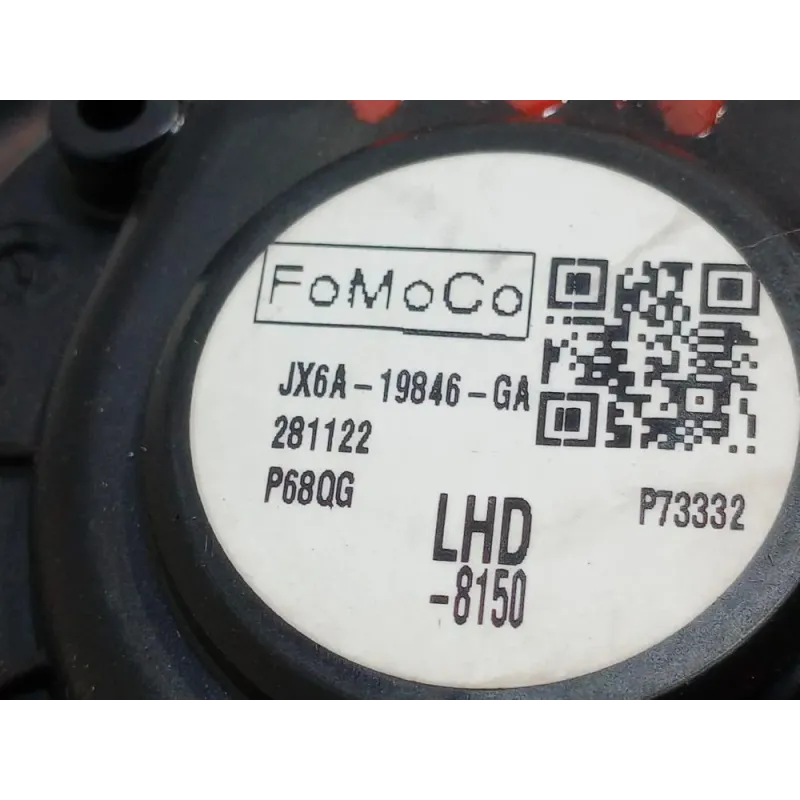 FoMoCo
JX6A-19846-GA
281122
P68QG
P73332
LHD
-8150